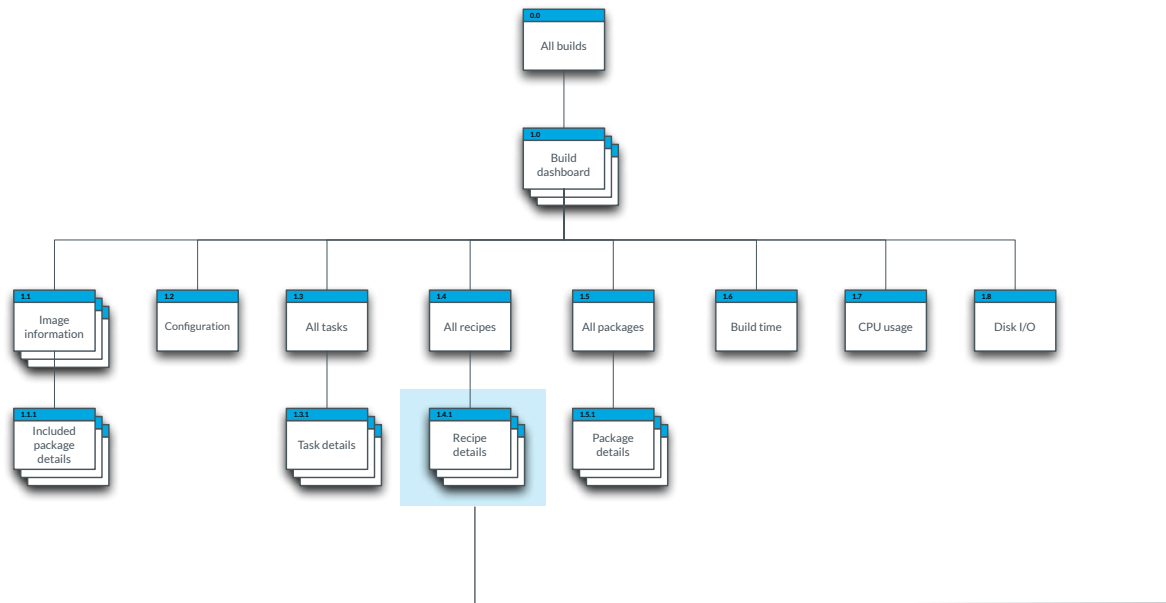 0.0
All builds
1.0
Build
dashboard
1.1
Image
information
1.2
Configuration
1.3
All tasks
1.4
All recipes
1.5
All packages
1.6
Build time
1.7
CPU usage
1.8
Disk I/O
1.1.1
Included
package
details
1.3.1
Task details
1.4.1
Recipe
details
1.5.1
Package
details